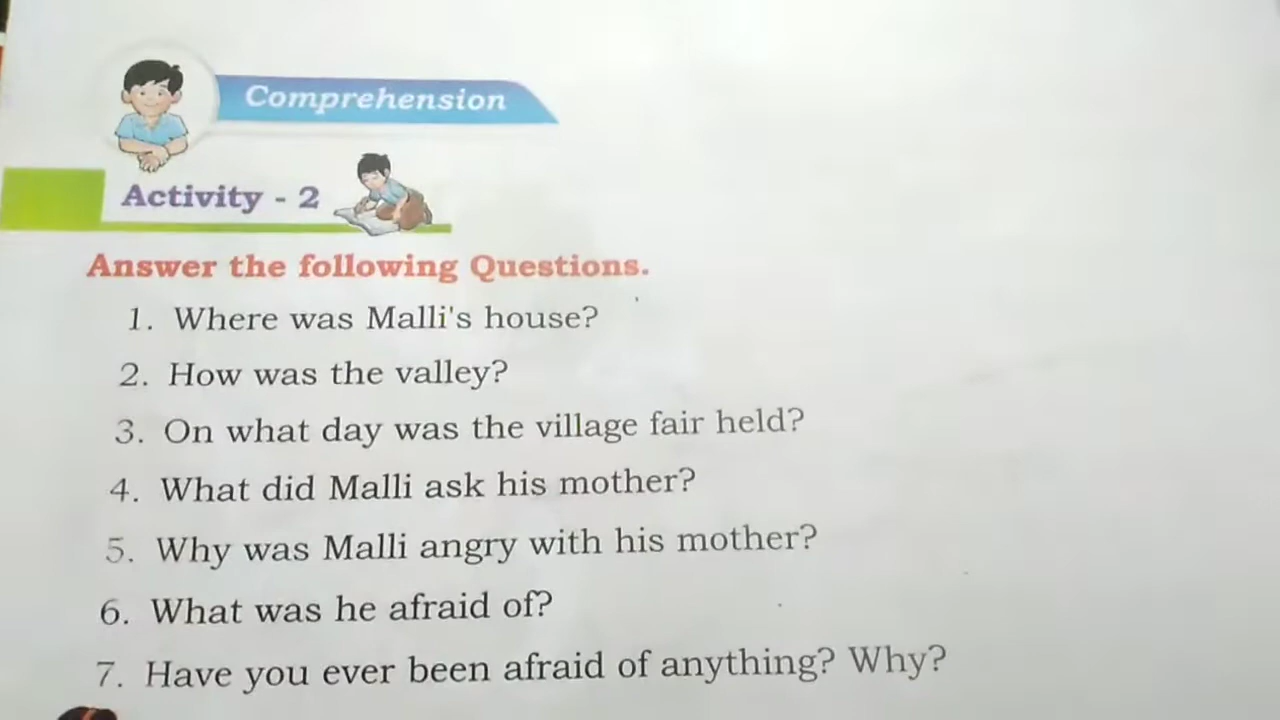 Comprehension
Activity - 2
Answer the following Questions.
1. Where was Malli's house?
2. How was the valley?
3. On what day was the village fair held?
4. What did Malli ask his mother?
5. Why was Malli angry with his mother?
6. What was he afraid of?
7. Have you ever been afraid of anything? Why?